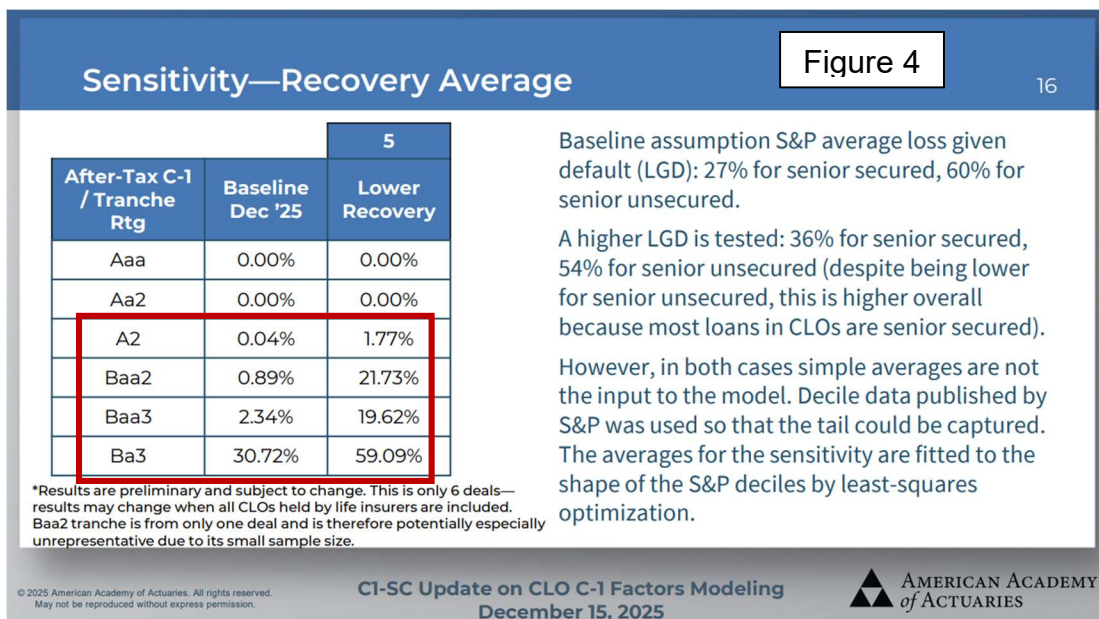 Figure 4
Sensitivity—Recovery Average
16
5
After-Tax C-1 / Tranche Rtg | Baseline Dec '25 | Lower Recovery
Aaa 0.00% 0.00%
Aa2 0.00% 0.00%
A2 0.04% 1.77%
Baa2 0.89% 21.73%
Baa3 2.34% 19.62%
Ba3 30.72% 59.09%
*Results are preliminary and subject to change. This is only 6 deals—
results may change when all CLOs held by life insurers are included.
Baa2 tranche is from only one deal and is therefore potentially especially
unrepresentative due to its small sample size.
Baseline assumption S&P average loss given
default (LGD): 27% for senior secured, 60% for
senior unsecured.
A higher LGD is tested: 36% for senior secured,
54% for senior unsecured (despite being lower
for senior unsecured, this is higher overall
because most loans in CLOs are senior secured).
However, in both cases simple averages are not
the input to the model. Decile data published by
S&P was used so that the tail could be captured.
The averages for the sensitivity are fitted to the
shape of the S&P deciles by least-squares
optimization.
© 2025 American Academy of Actuaries. All rights reserved.
May not be reproduced without express permission.
C1-SC Update on CLO C-1 Factors Modeling
December 15, 2025
AMERICAN ACADEMY
of ACTUARIES